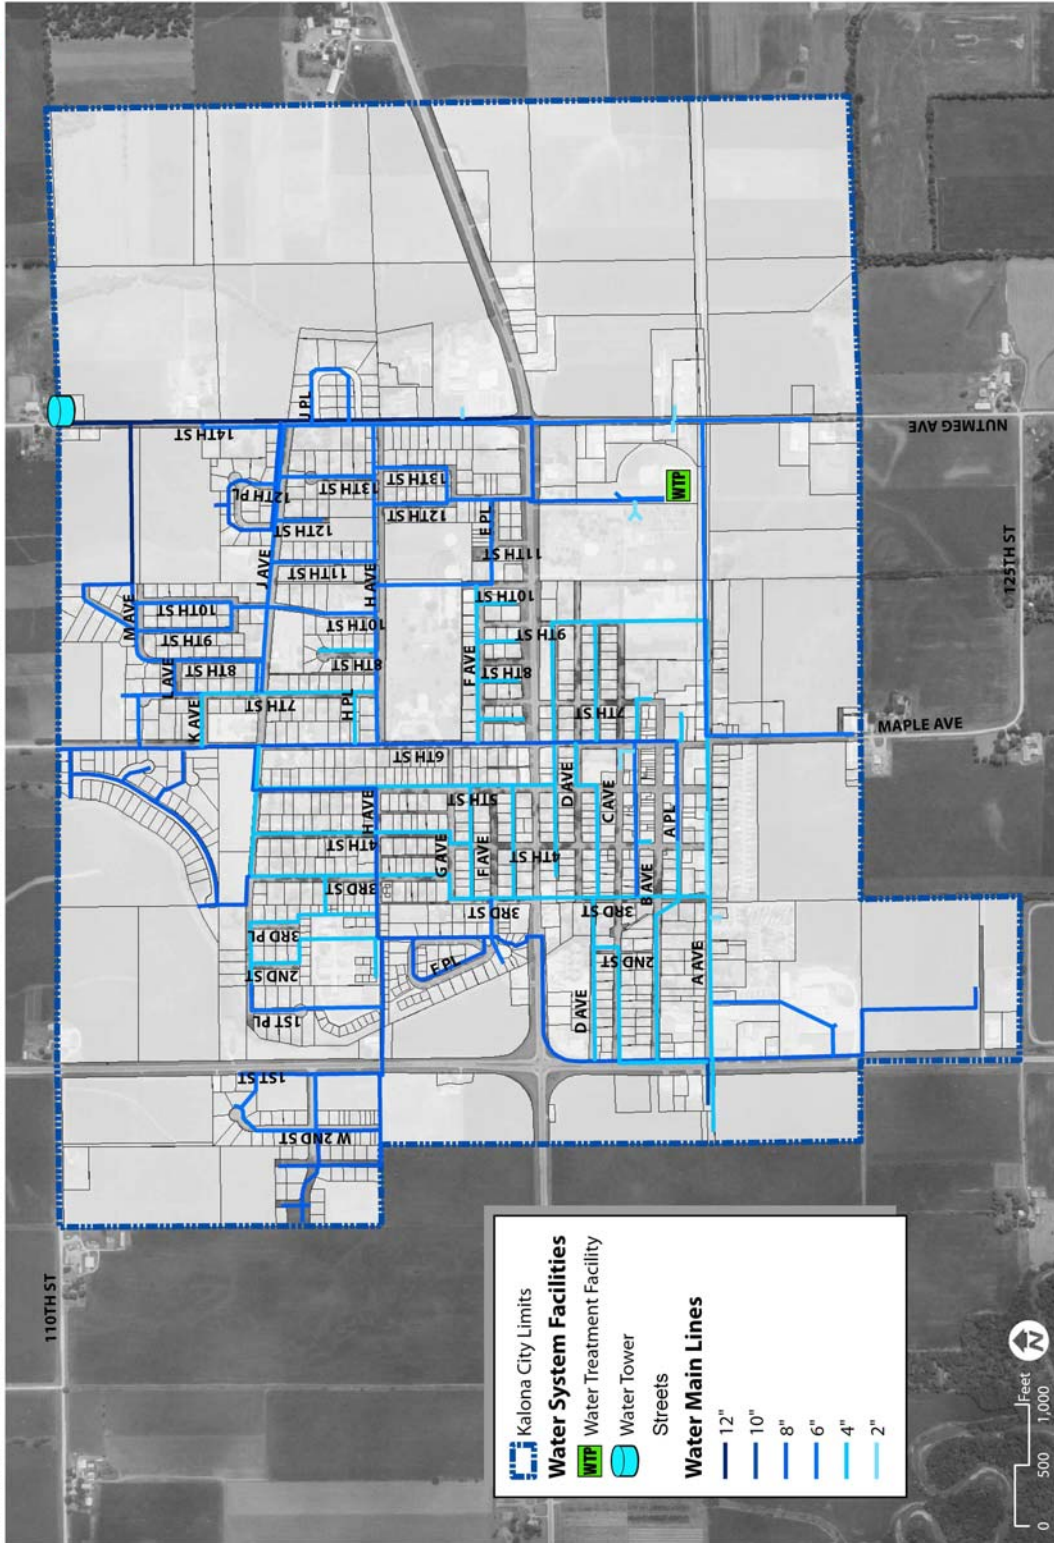 110TH ST
14TH ST
J PL
12TH PL
13TH ST
13TH ST
NUTMEG AVE
WTP
12TH ST
12TH ST
E PL
J AVE
11TH ST
H AVE
11TH ST
125TH ST
M AVE
10TH ST
10TH ST
10TH ST
9TH ST
9TH ST
8TH ST
8TH ST
8TH ST
L AVE
F AVE
K AVE
7TH ST
H PL
7TH ST
MAPLE AVE
6TH ST
D AVE
5TH ST
H AVE
C AVE
A PL
4TH ST
G AVE
F AVE
4TH ST
B AVE
3RD ST
3RD ST
3RD ST
3RD PL
2ND ST
F PL
2ND ST
A AVE
D AVE
1ST PL
1ST ST
W 2ND ST
Kalona City Limits
Water System Facilities
WTP Water Treatment Facility
Water Tower
Streets
Water Main Lines
12"
10"
8"
6"
4"
2"
0 500 1,000
Feet
N